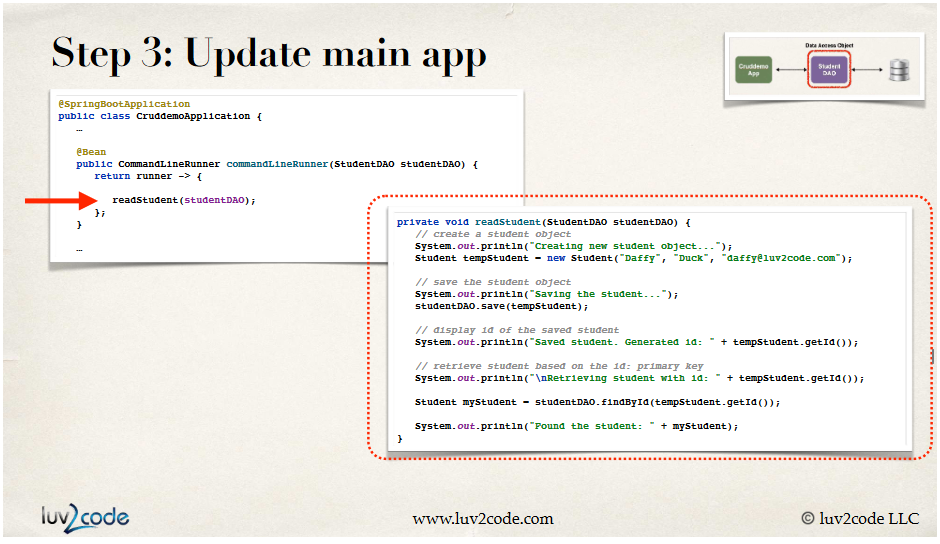 Step 3: Update main app
Data Access Object
Cruddemo
App
Student
DAO
@SpringBootApplication
public class CruddemoApplication {
…
@Bean
public CommandLineRunner commandLineRunner(StudentDAO studentDAO) {
return runner -> {
readStudent(studentDAO);
};
}
…
private void readStudent(StudentDAO studentDAO) {
// create a student object
System.out.println("Creating new student object...");
Student tempStudent = new Student("Daffy", "Duck", "daffy@luv2code.com");
// save the student object
System.out.println("Saving the student...");
studentDAO.save(tempStudent);
// display id of the saved student
System.out.println("Saved student. Generated id: " + tempStudent.getId());
// retrieve student based on the id: primary key
System.out.println("\nRetrieving student with id: " + tempStudent.getId());
Student myStudent = studentDAO.findById(tempStudent.getId());
System.out.println("Found the student: " + myStudent);
}
luv2code
www.luv2code.com
© luv2code LLC